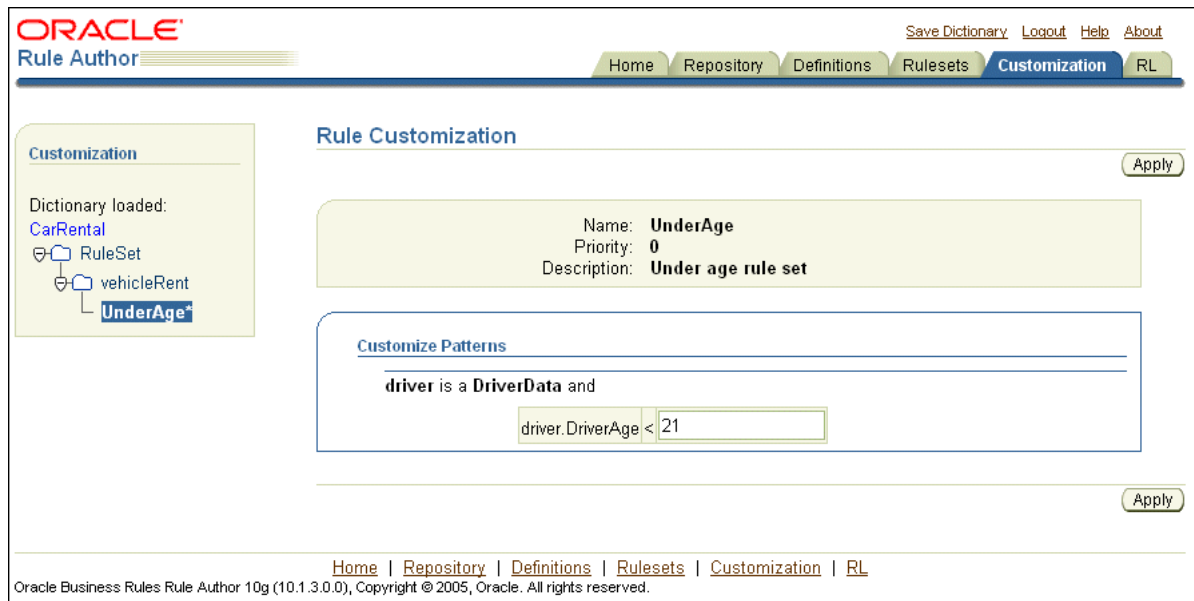 ORACLE
Rule Author
Save Dictionary Logout Help About
Home Repository Definitions Rulesets Customization RL
Customization
Dictionary loaded:
CarRental
RuleSet
vehicleRent
UnderAge*
Rule Customization
Apply
Name: UnderAge
Priority: 0
Description: Under age rule set
Customize Patterns
driver is a DriverData and
driver.DriverAge < 21
Apply
Home | Repository | Definitions | Rulesets | Customization | RL
Oracle Business Rules Rule Author 10g (10.1.3.0.0), Copyright © 2005, Oracle. All rights reserved.